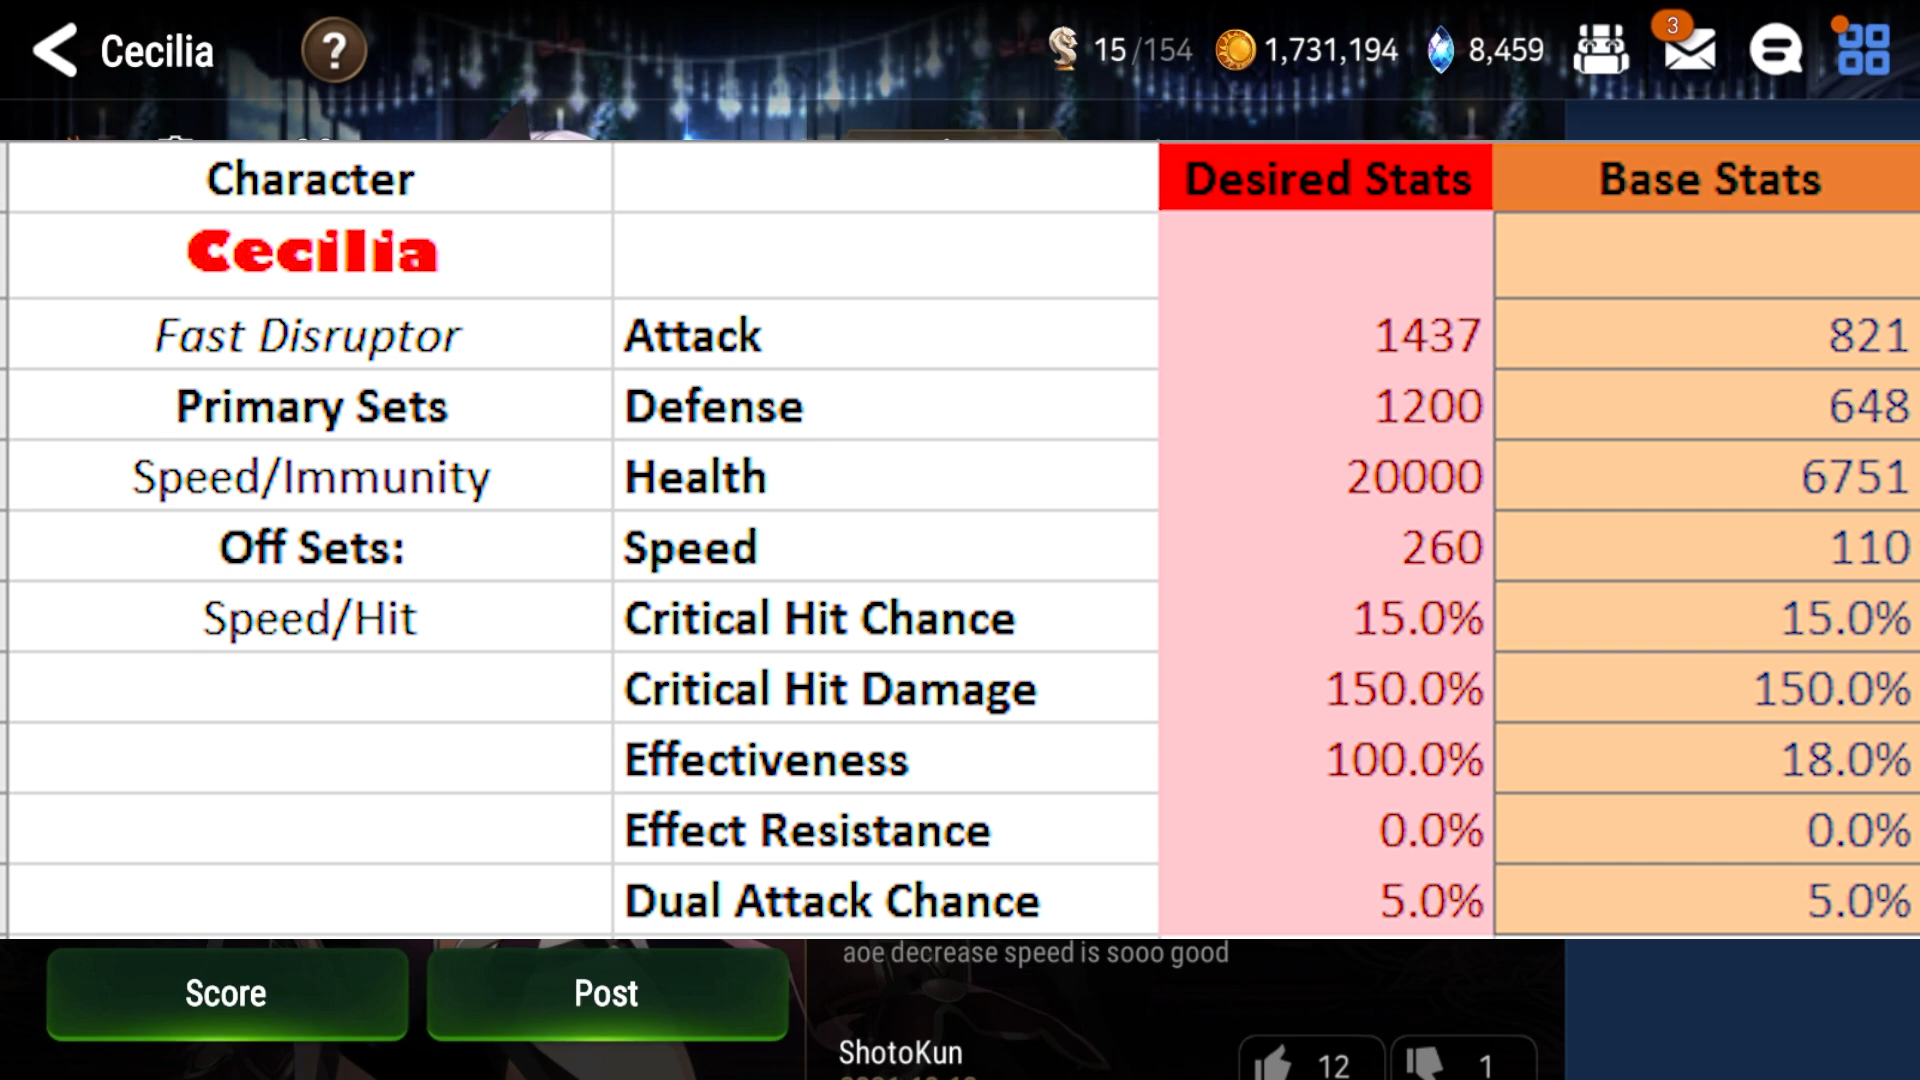 Cecilia ? 15/154 1,731,194 8,459 3
Character Desired Stats Base Stats
Cecilia
Fast Disruptor Attack 1437 821
Primary Sets Defense 1200 648
Speed/Immunity Health 20000 6751
Off Sets: Speed 260 110
Speed/Hit Critical Hit Chance 15.0% 15.0%
Critical Hit Damage 150.0% 150.0%
Effectiveness 100.0% 18.0%
Effect Resistance 0.0% 0.0%
Dual Attack Chance 5.0% 5.0%
aoe decrease speed is sooo good
Score Post
ShotoKun 12 1